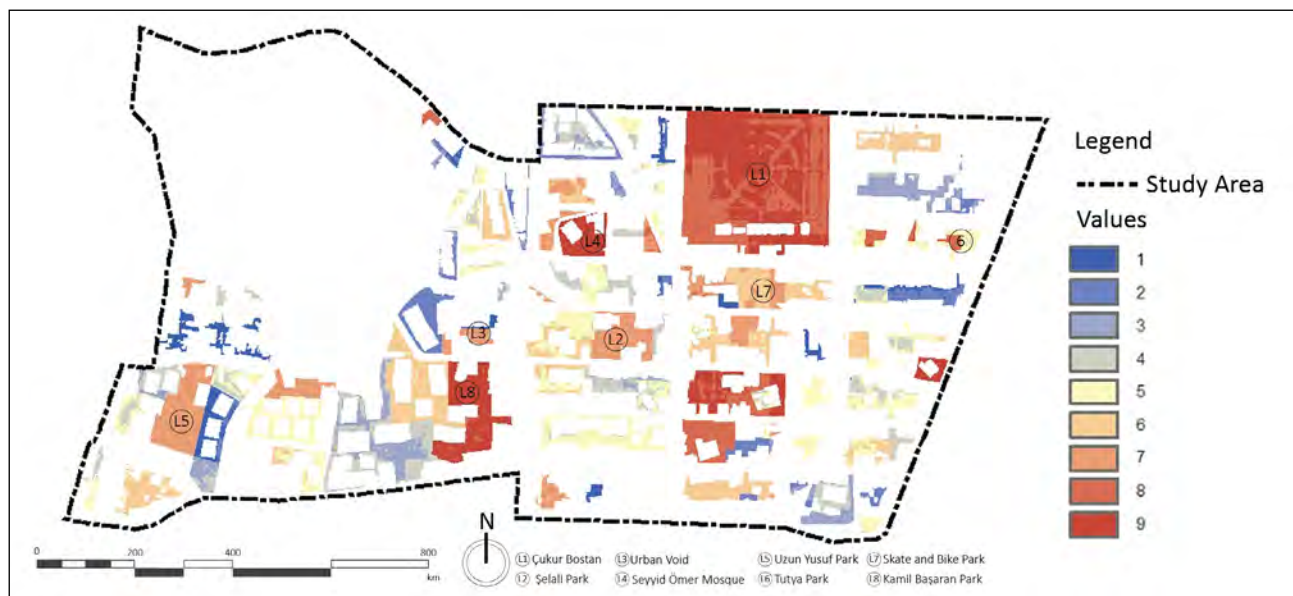 Legend
Study Area
Values
1
2
3
4
5
6
7
8
9
L1
L4
6
L7
L3
L2
L8
L5
N
0 200 400 800
km
L1 Çukur Bostan L3 Urban Void L5 Uzun Yusuf Park L7 Skate and Bike Park
L2 Şelali Park L4 Seyyid Ömer Mosque L6 Tutya Park L8 Kamil Başaran Park